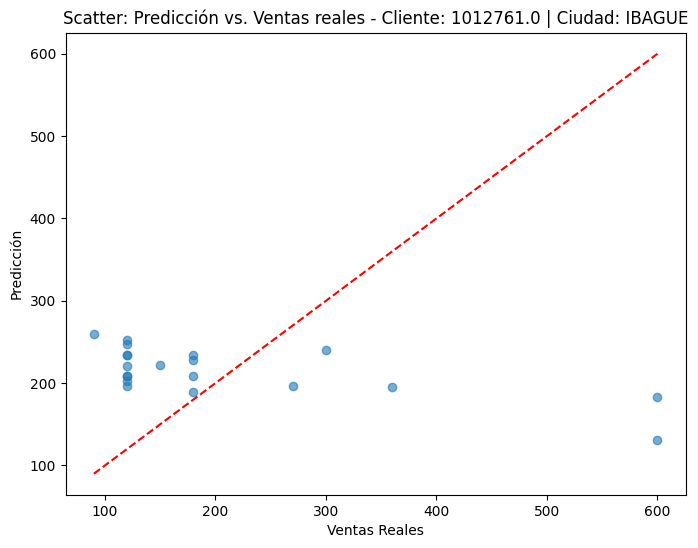 Scatter: Predicción vs. Ventas reales - Cliente: 1012761.0 | Ciudad: IBAGUE
600
500
400
300
200
100
Predicción
100 200 300 400 500 600
Ventas Reales